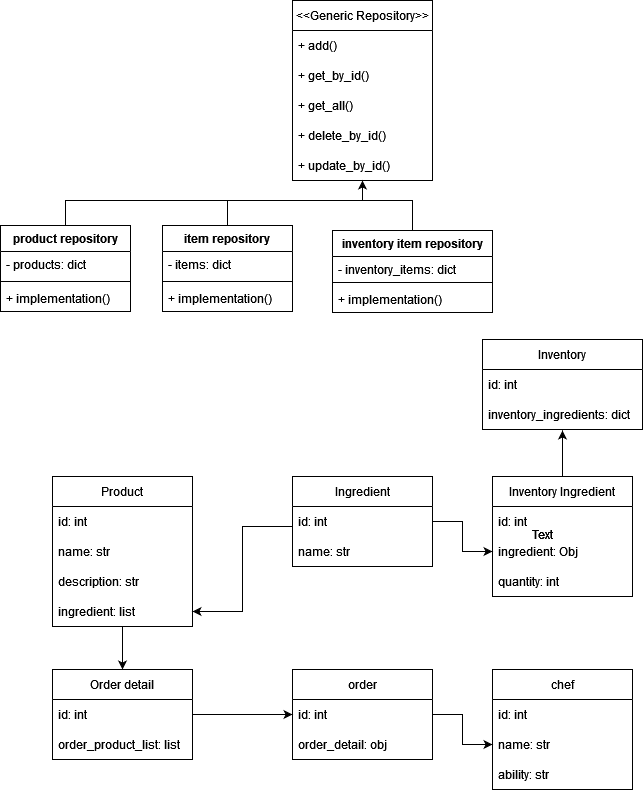 <<Generic Repository>>
+ add()
+ get_by_id()
+ get_all()
+ delete_by_id()
+ update_by_id()
product repository
- products: dict
+ implementation()
item repository
- items: dict
+ implementation()
inventory item repository
- inventory_items: dict
+ implementation()
Inventory
id: int
inventory_ingredients: dict
Product
id: int
name: str
description: str
ingredient: list
Ingredient
id: int
name: str
Inventory Ingredient
id: int
Text
ingredient: Obj
quantity: int
Order detail
id: int
order_product_list: list
order
id: int
order_detail: obj
chef
id: int
name: str
ability: str